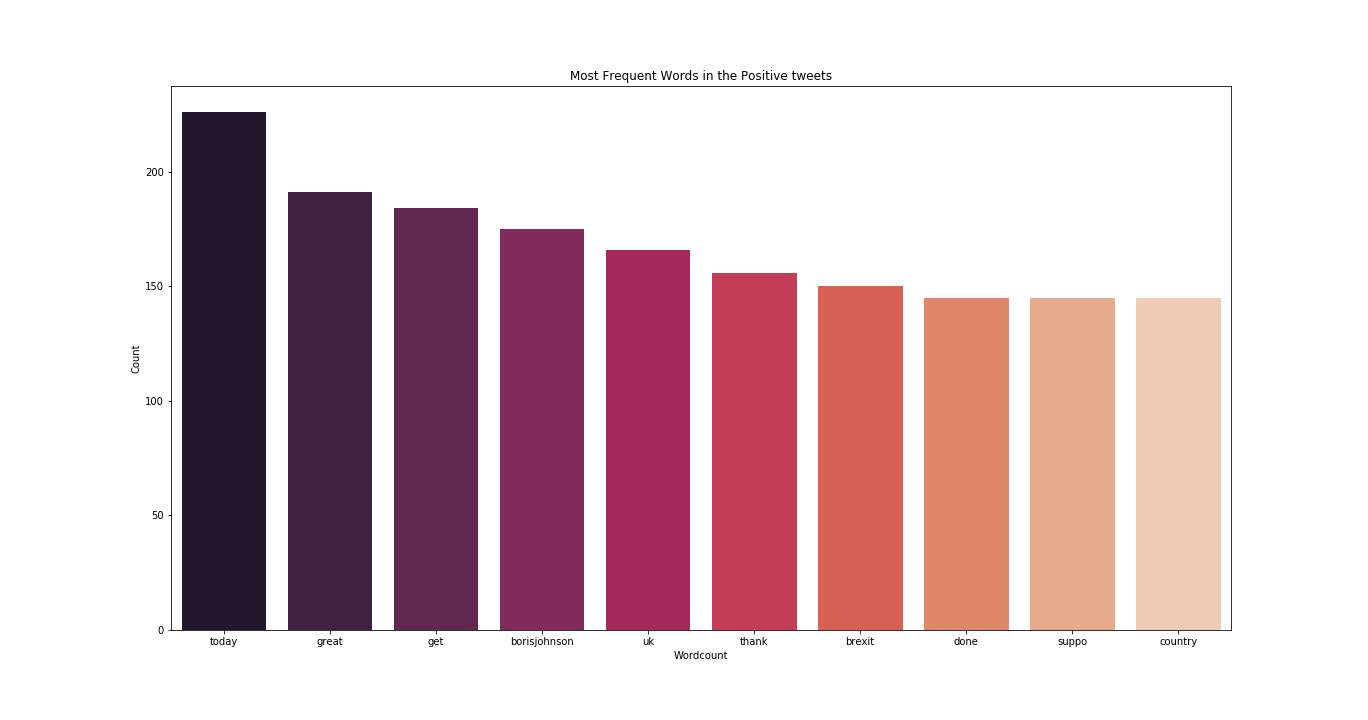 Most Frequent Words in the Positive tweets
200
150
100
50
0
Count
today great get borisjohnson uk thank brexit done suppo country
Wordcount